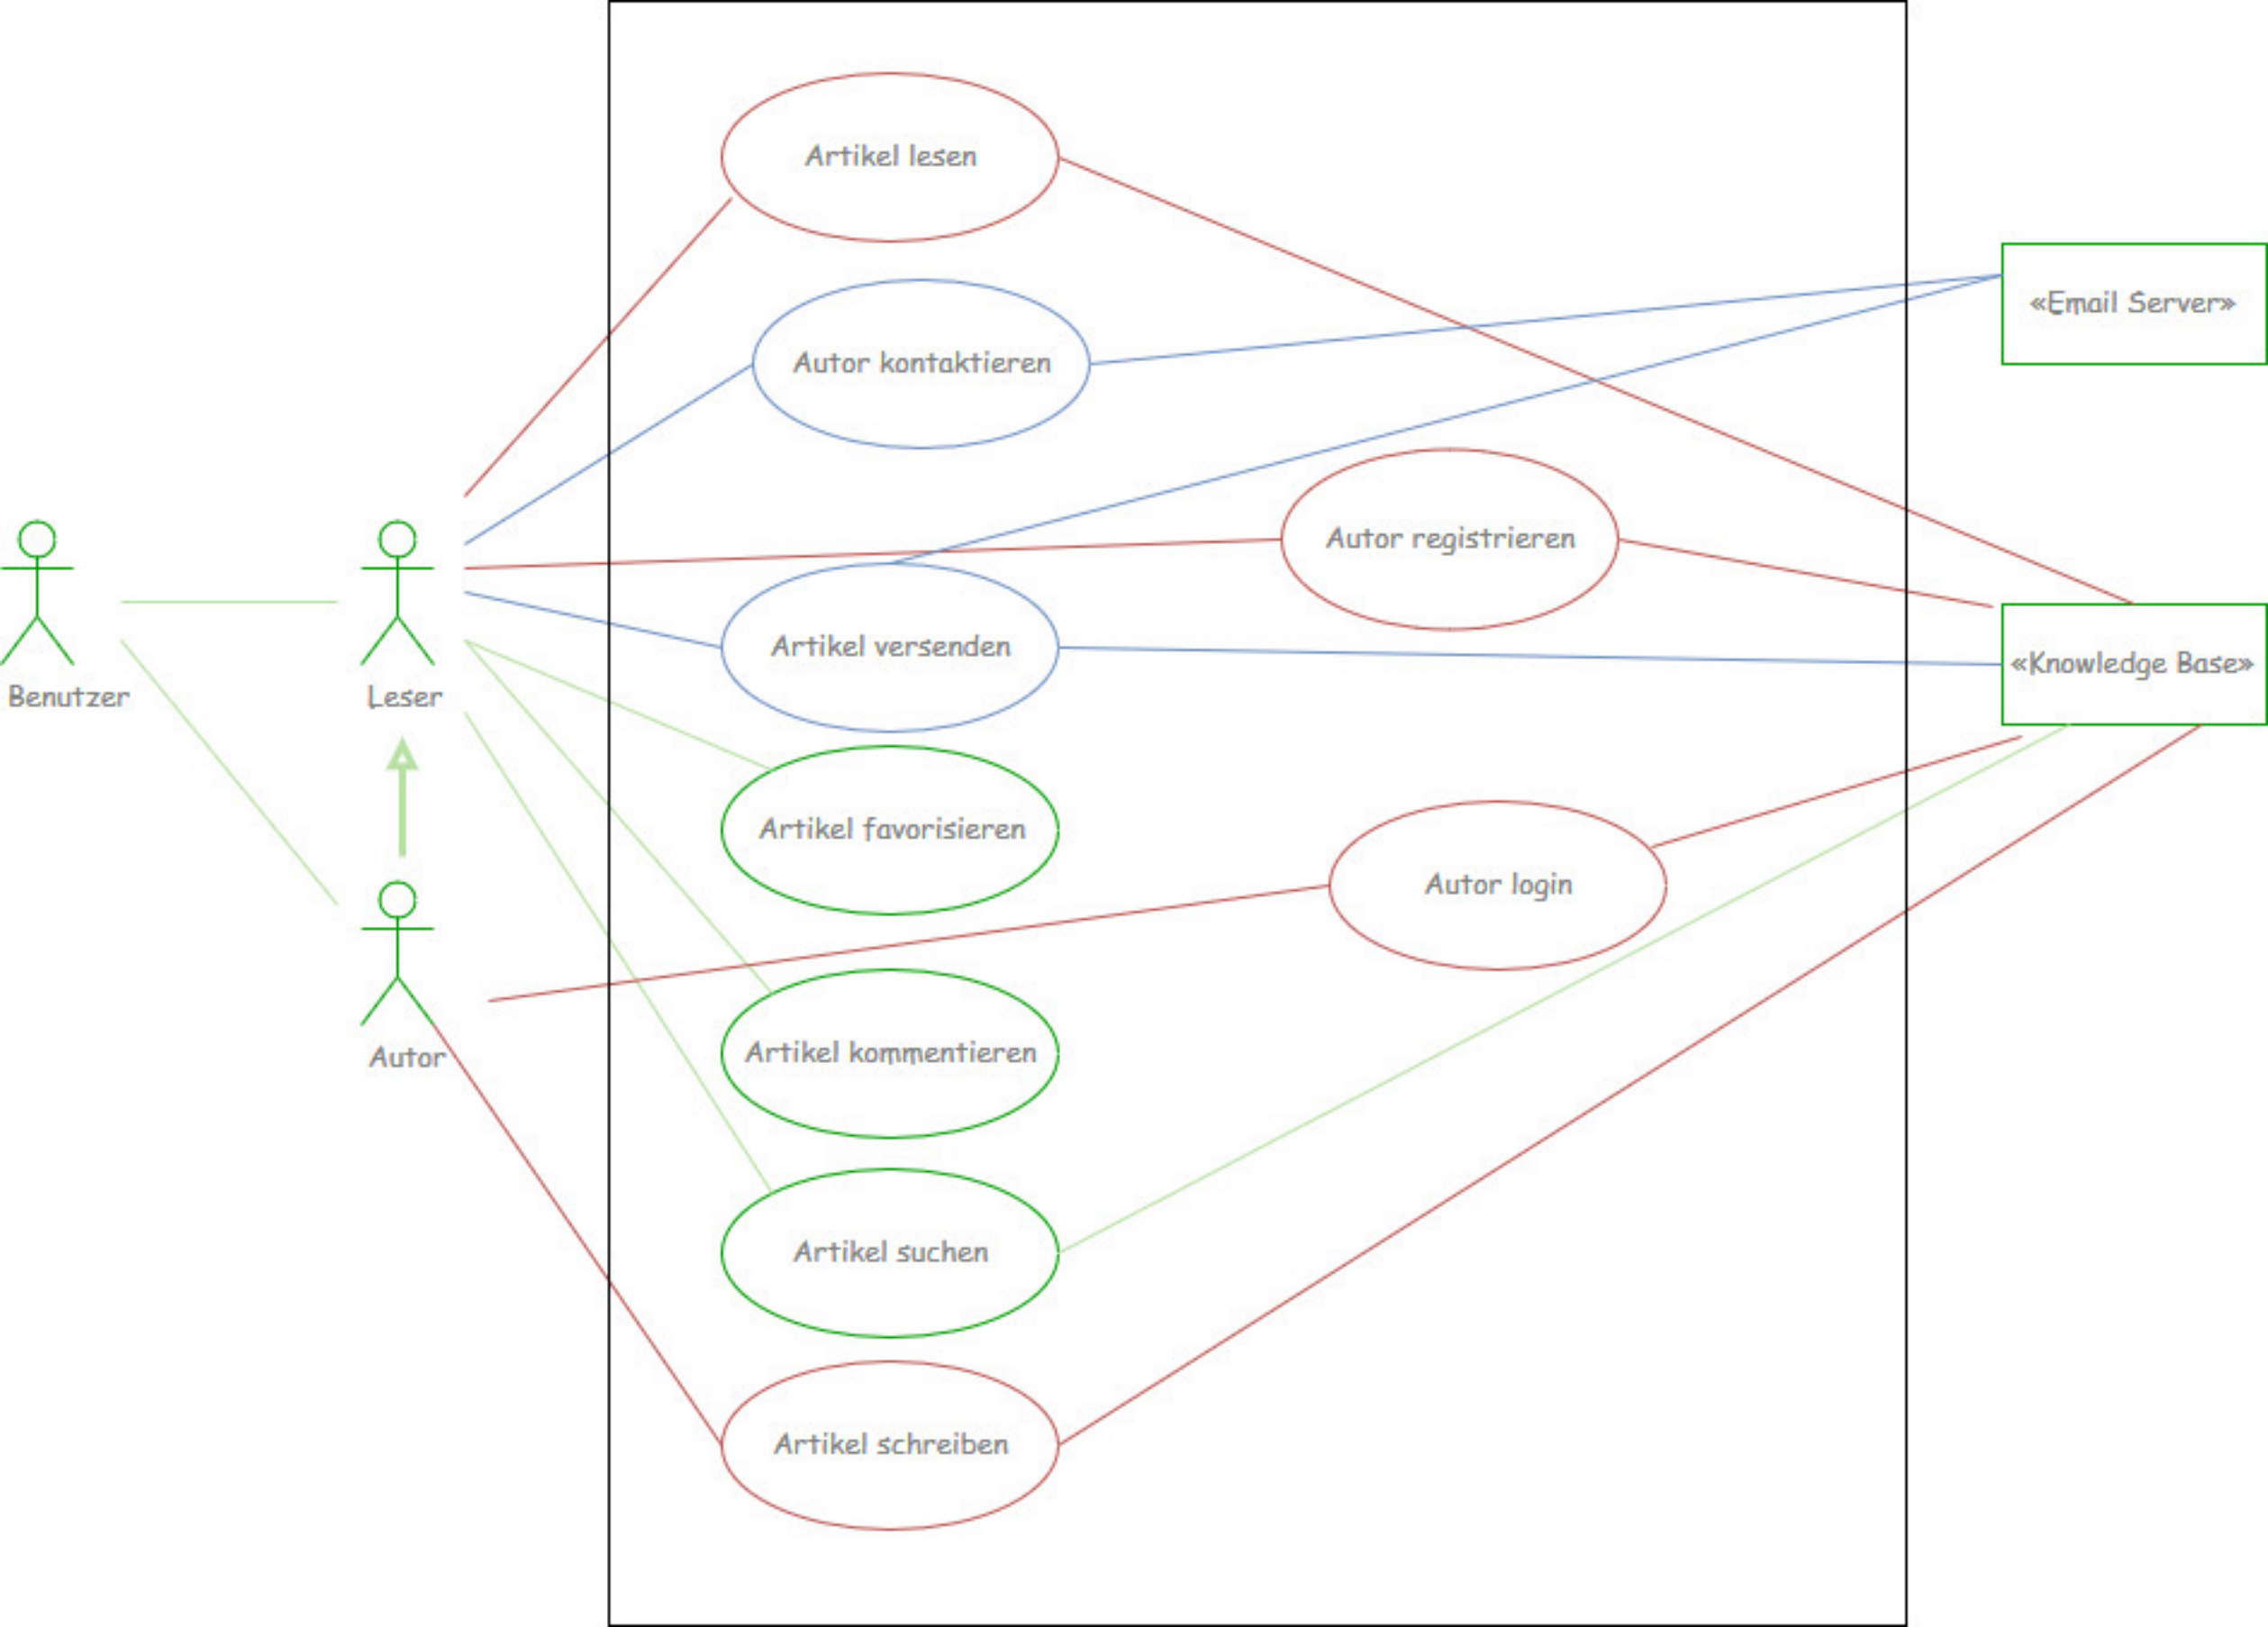 Artikel lesen
«Email Server»
Autor kontaktieren
Autor registrieren
Artikel versenden
«Knowledge Base»
Benutzer
Leser
Artikel favorisieren
Autor login
Artikel kommentieren
Autor
Artikel suchen
Artikel schreiben